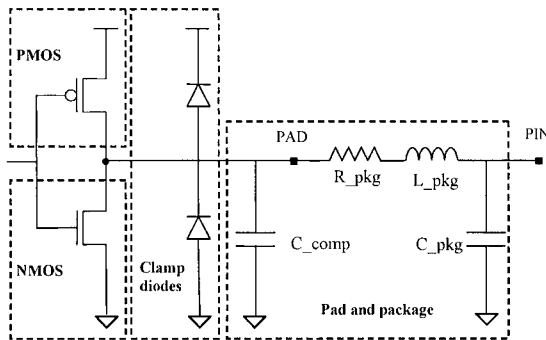 PMOS
NMOS
Clamp
diodes
PAD
PIN
R_pkg
L_pkg
C_comp
C_pkg
Pad and package